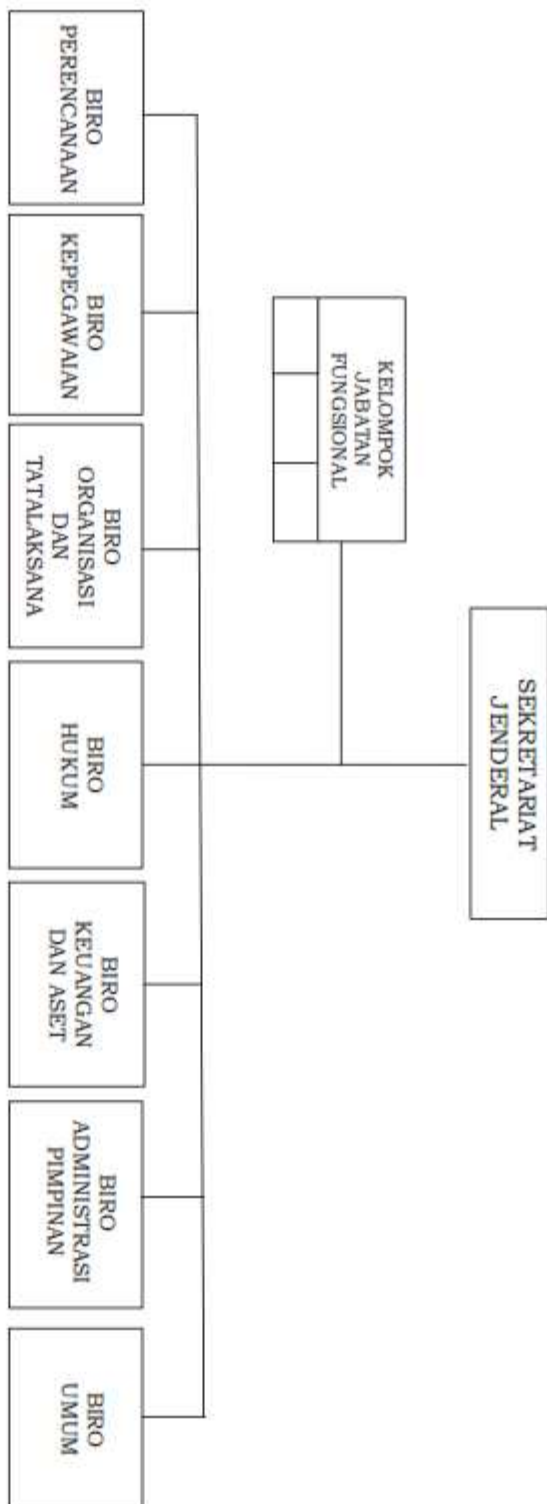 SEKRETARIAT
JENDERAL
KELOMPOK
JABATAN
FUNGSIONAL
BIRO
PERENCANAAN
BIRO
KEPEGAWAIAN
BIRO
ORGANISASI
DAN
TATALAKSANA
BIRO
HUKUM
BIRO
KEUANGAN
DAN ASET
BIRO
ADMINISTRASI
PIMPINAN
BIRO
UMUM